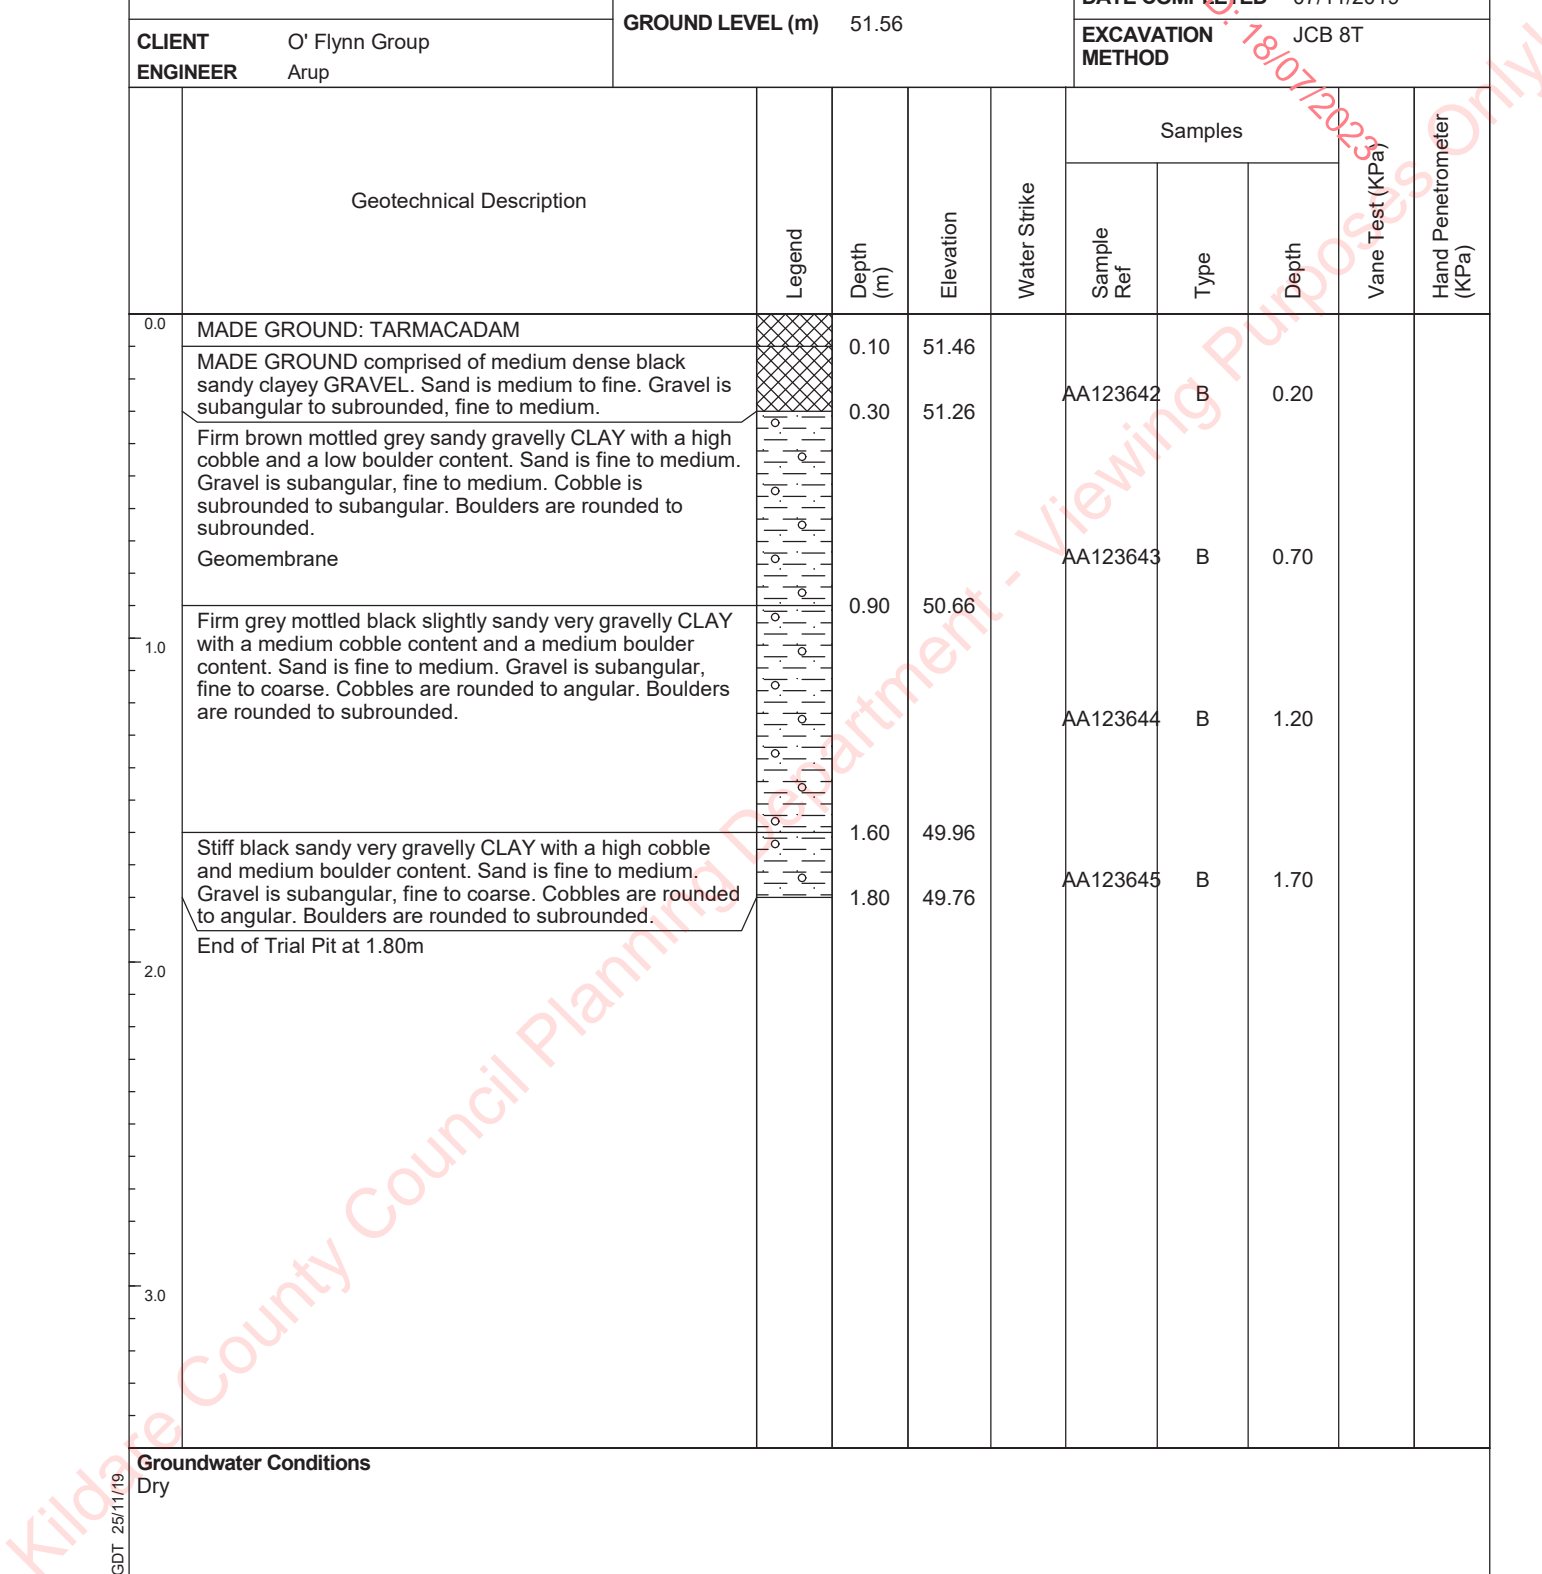 CLIENT O' Flynn Group
ENGINEER Arup
GROUND LEVEL (m) 51.56
DATE COMPLETED 07/11/2019
EXCAVATION JCB 8T
METHOD
D: 18/07/2023
Geotechnical Description
Legend
Depth
(m)
Elevation
Water Strike
Samples
Sample
Ref
Type
Depth
Vane Test (KPa)
Hand Penetrometer
(KPa)
0.0
MADE GROUND: TARMACADAM
0.10 51.46
MADE GROUND comprised of medium dense black
sandy clayey GRAVEL. Sand is medium to fine. Gravel is
subangular to subrounded, fine to medium.
AA123642 B 0.20
0.30 51.26
Firm brown mottled grey sandy gravelly CLAY with a high
cobble and a low boulder content. Sand is fine to medium.
Gravel is subangular, fine to medium. Cobble is
subrounded to subangular. Boulders are rounded to
subrounded.
Geomembrane
AA123643 B 0.70
0.90 50.66
Firm grey mottled black slightly sandy very gravelly CLAY
with a medium cobble content and a medium boulder
content. Sand is fine to medium. Gravel is subangular,
fine to coarse. Cobbles are rounded to angular. Boulders
are rounded to subrounded.
1.0
AA123644 B 1.20
1.60 49.96
Stiff black sandy very gravelly CLAY with a high cobble
and medium boulder content. Sand is fine to medium.
Gravel is subangular, fine to coarse. Cobbles are rounded
to angular. Boulders are rounded to subrounded.
AA123645 B 1.70
1.80 49.76
End of Trial Pit at 1.80m
2.0
3.0
Groundwater Conditions
Dry
GDT 25/11/19
Kildare County Council Planning Department - Viewing Purposes Only!